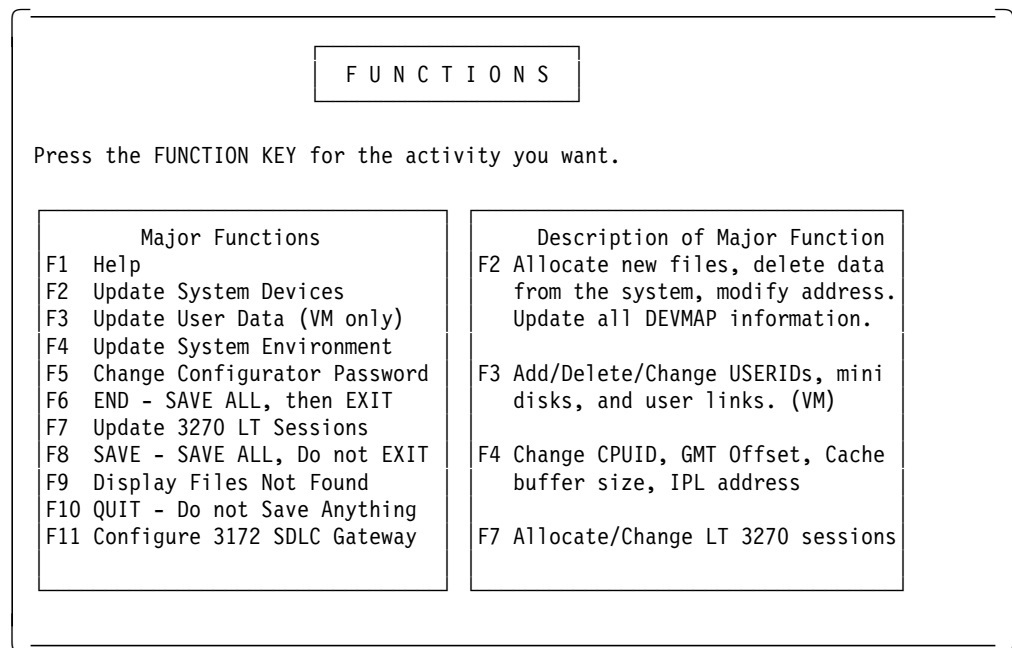 F U N C T I O N S
Press the FUNCTION KEY for the activity you want.
Major Functions
F1 Help
F2 Update System Devices
F3 Update User Data (VM only)
F4 Update System Environment
F5 Change Configurator Password
F6 END - SAVE ALL, then EXIT
F7 Update 3270 LT Sessions
F8 SAVE - SAVE ALL, Do not EXIT
F9 Display Files Not Found
F10 QUIT - Do not Save Anything
F11 Configure 3172 SDLC Gateway
Description of Major Function
F2 Allocate new files, delete data
from the system, modify address.
Update all DEVMAP information.
F3 Add/Delete/Change USERIDs, mini
disks, and user links. (VM)
F4 Change CPUID, GMT Offset, Cache
buffer size, IPL address
F7 Allocate/Change LT 3270 sessions